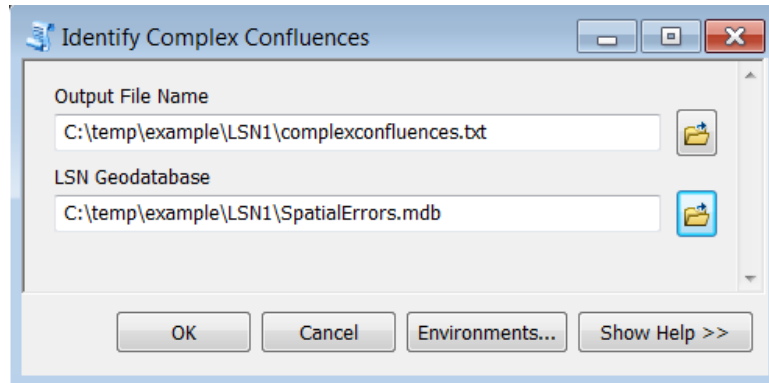 Identify Complex Confluences
Output File Name
C:\temp\example\LSN1\complexconfluences.txt
LSN Geodatabase
C:\temp\example\LSN1\SpatialErrors.mdb
OK
Cancel
Environments...
Show Help >>